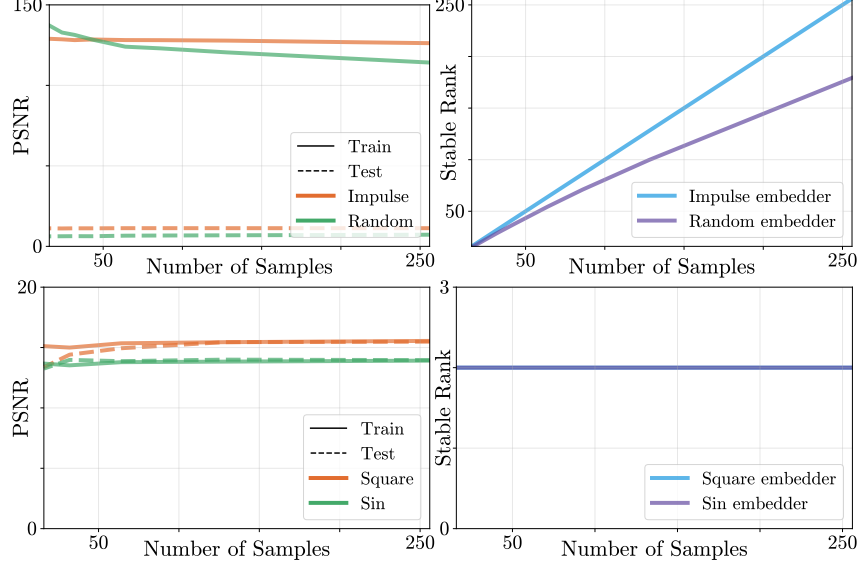 150
PSNR
Train
Test
Impulse
Random
0
50
250
Number of Samples
250
Stable Rank
50
Impulse embedder
Random embedder
50
250
Number of Samples
20
PSNR
Train
Test
Square
Sin
0
50
250
Number of Samples
3
Stable Rank
Square embedder
Sin embedder
0
50
250
Number of Samples